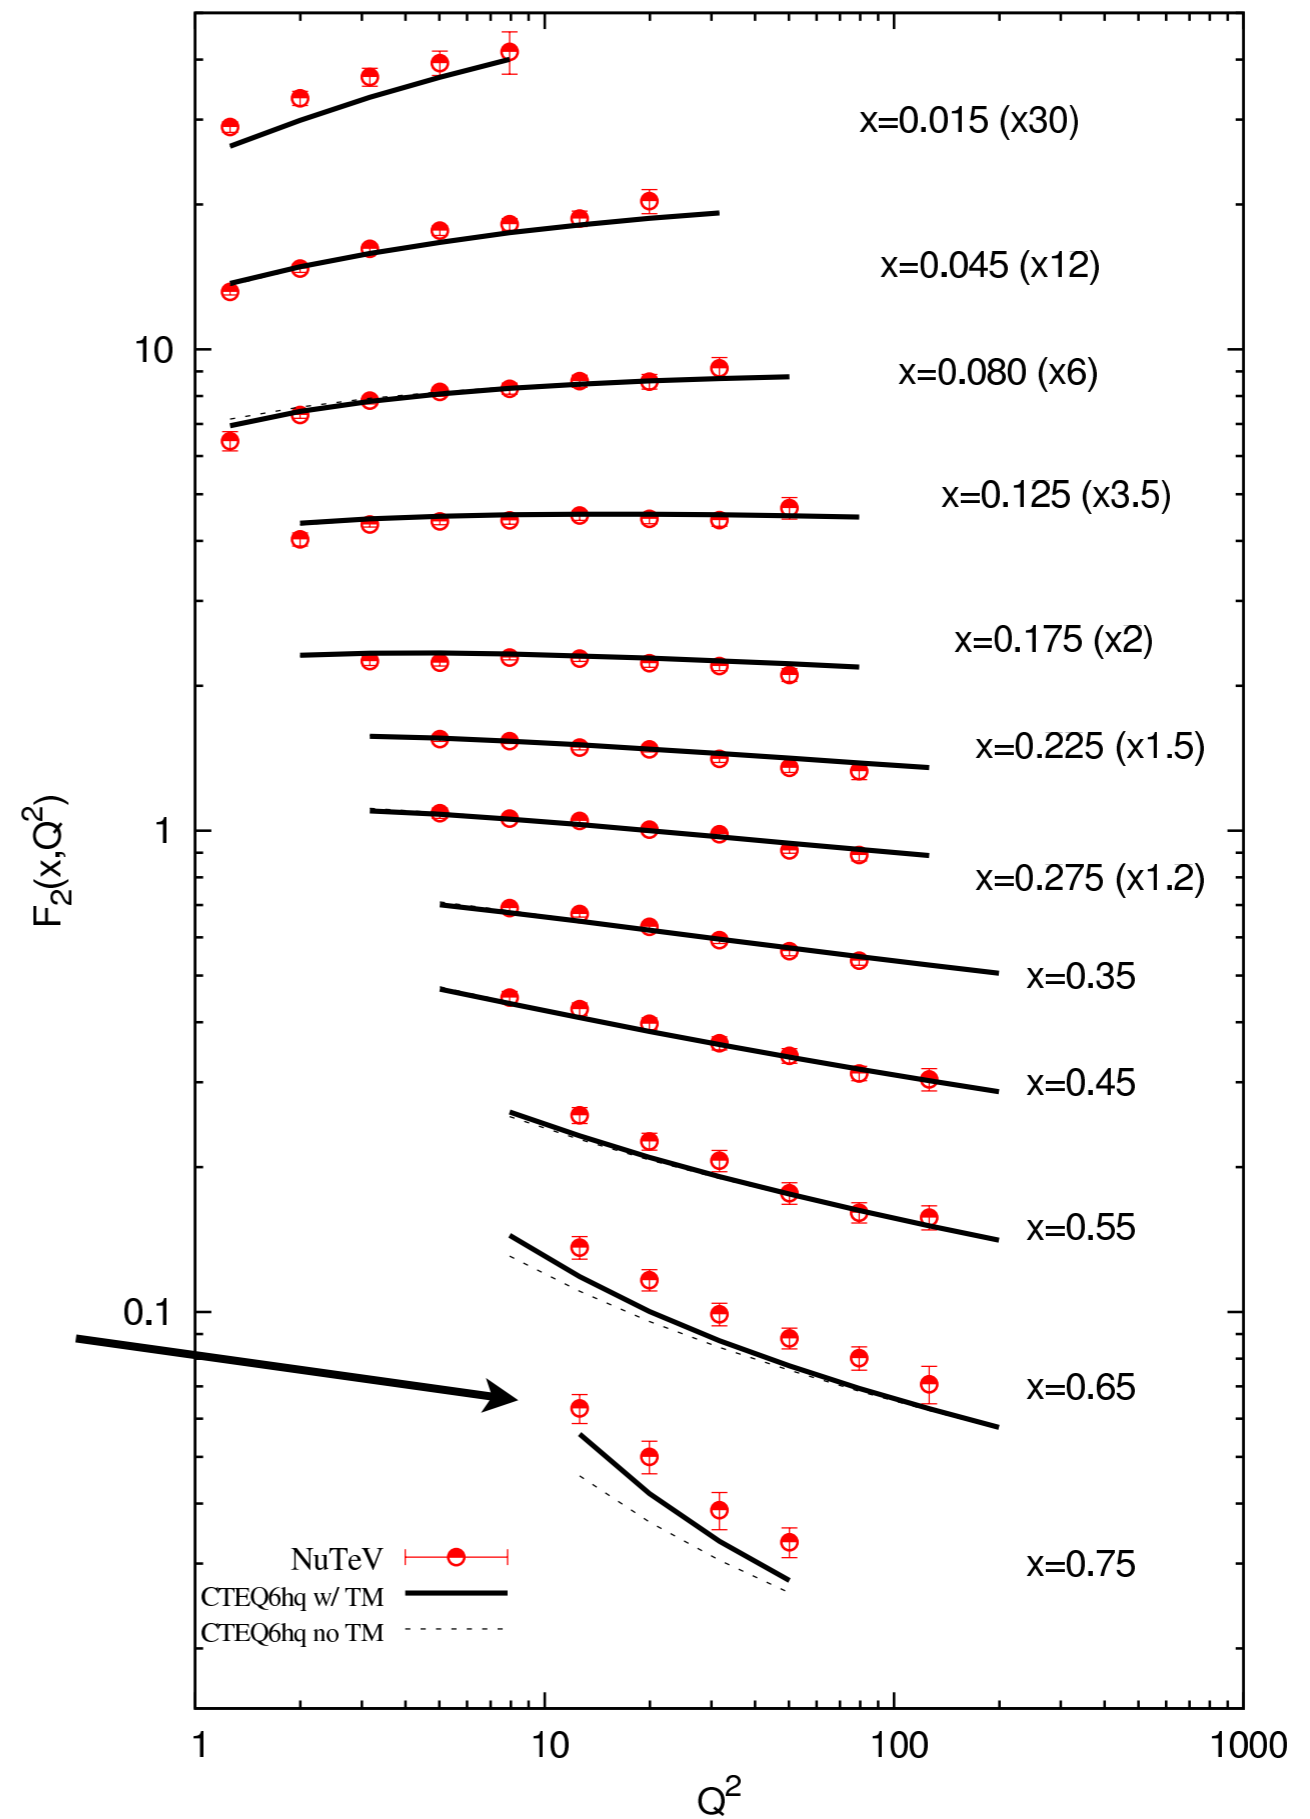 x=0.015 (x30)
x=0.045 (x12)
10
x=0.080 (x6)
x=0.125 (x3.5)
x=0.175 (x2)
x=0.225 (x1.5)
1
x=0.275 (x1.2)
F₂(x,Q²)
x=0.35
x=0.45
x=0.55
0.1
x=0.65
x=0.75
NuTeV
CTEQ6hq w/ TM
CTEQ6hq no TM
1 10 100 1000
Q²